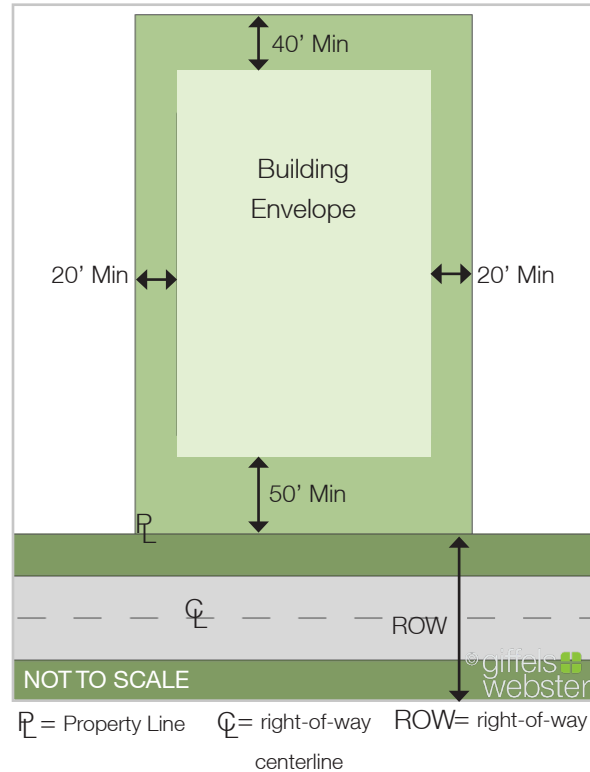 40’ Min
Building
Envelope
20’ Min
20’ Min
50’ Min
PL
CL
ROW
NOT TO SCALE
© giffels
webster
PL = Property Line CL = right-of-way centerline ROW= right-of-way